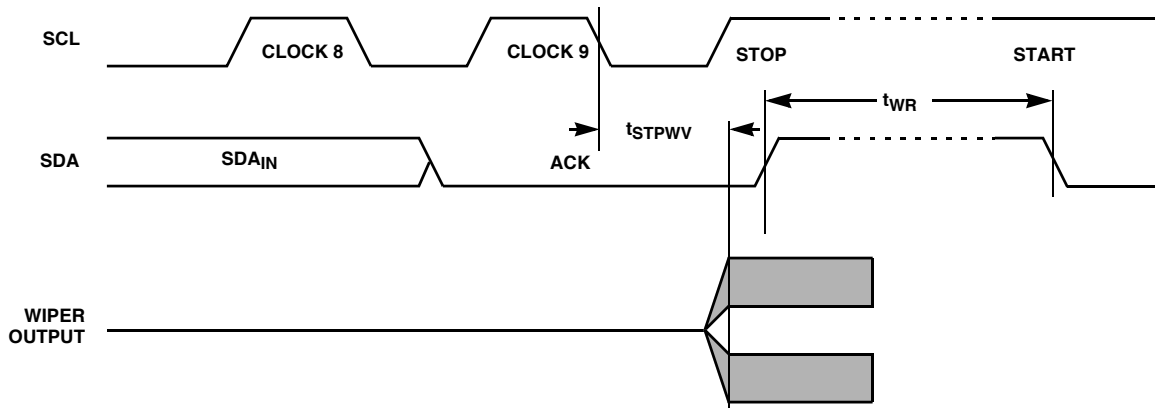 SCL
CLOCK 8
CLOCK 9
STOP
START
tWR
tSTPWV
SDA
SDAIN
ACK
WIPER
OUTPUT